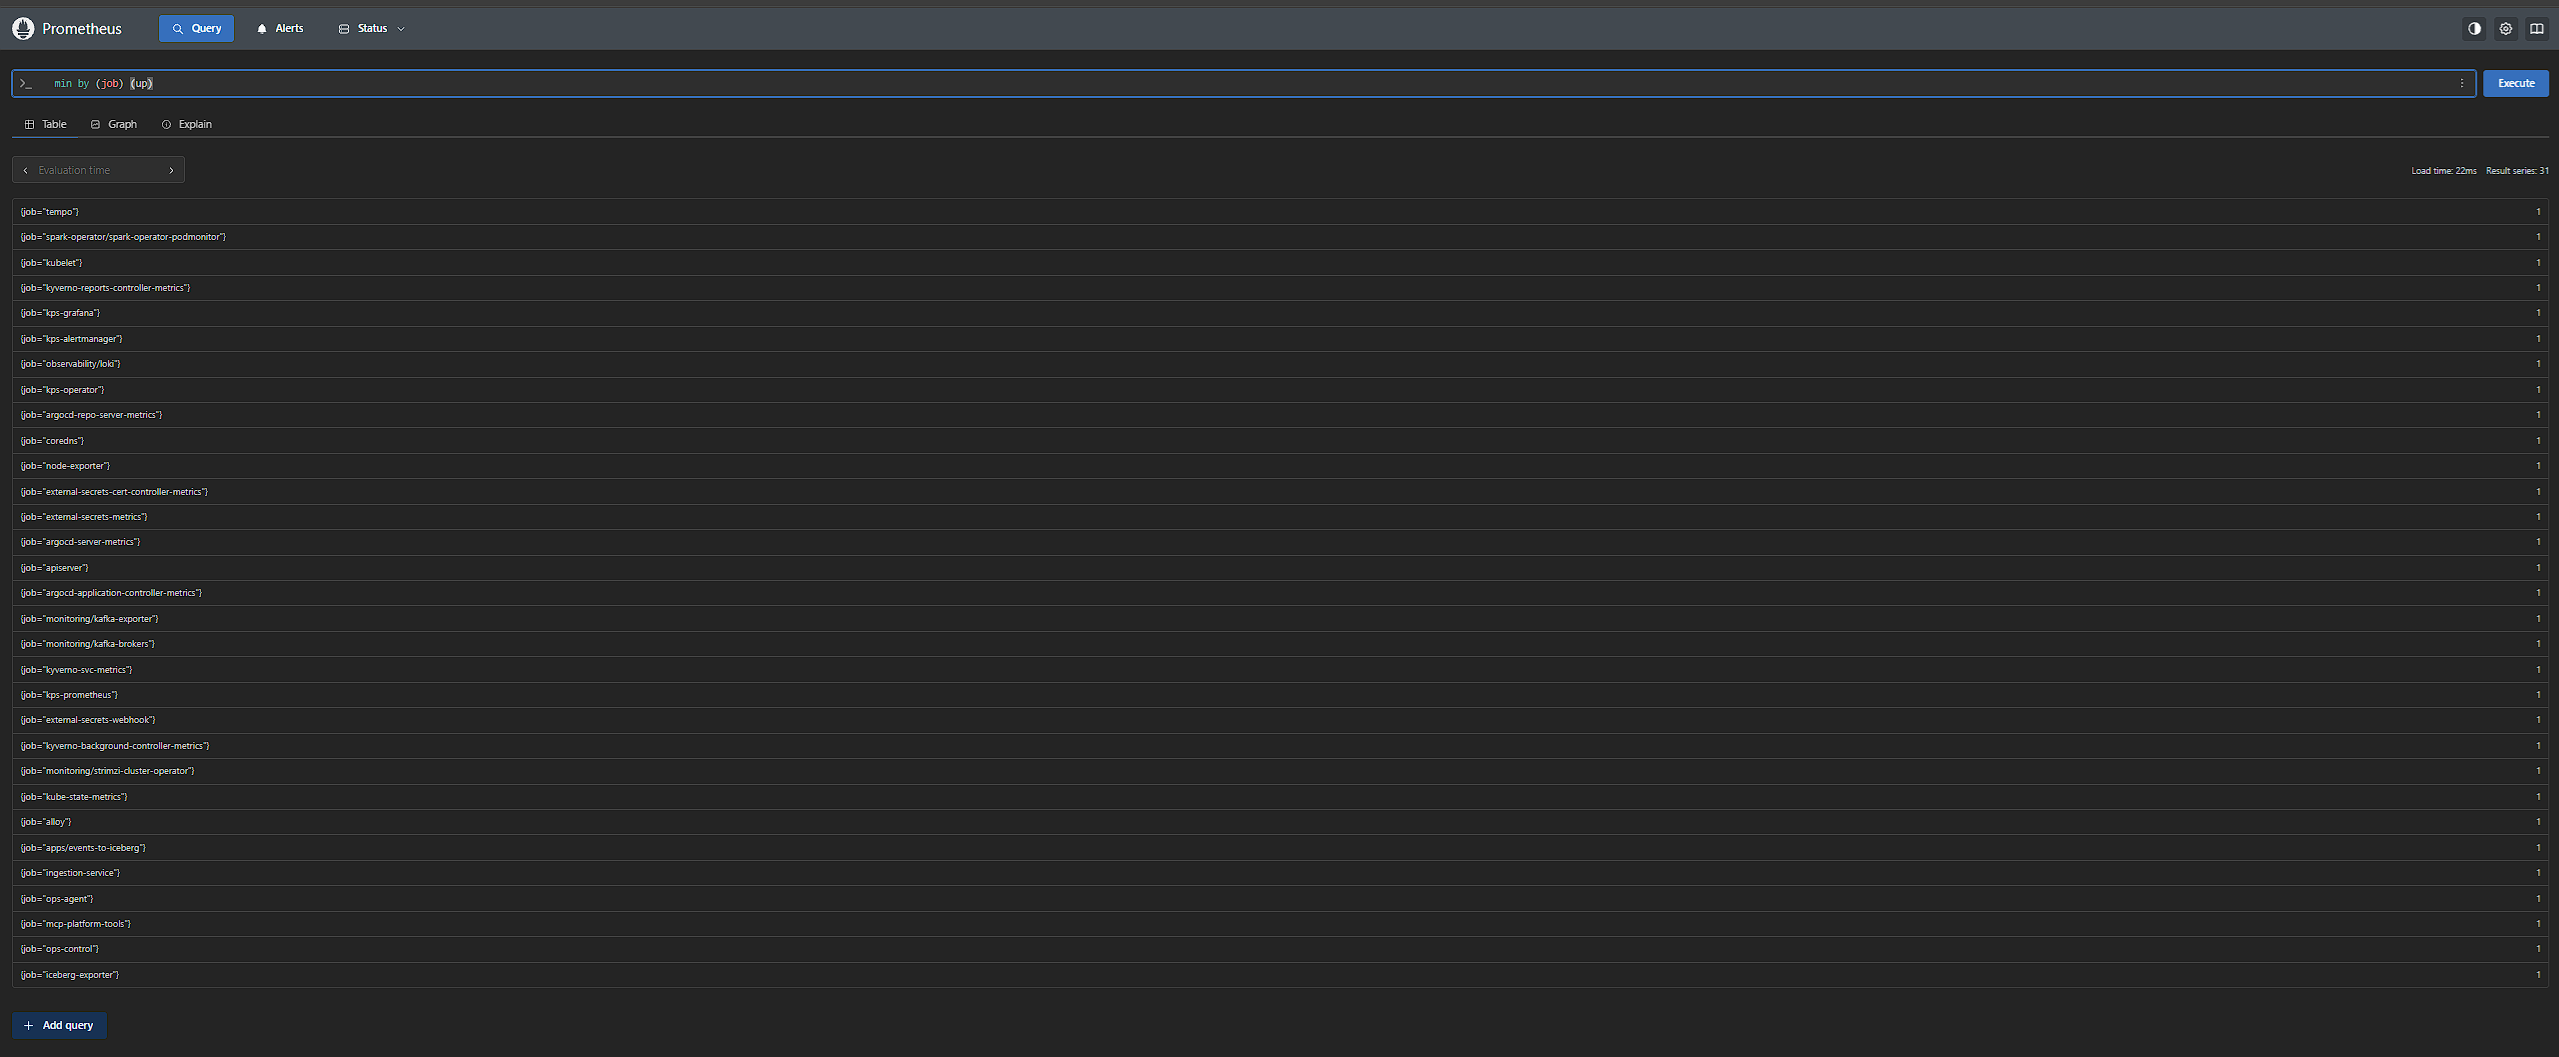 Prometheus Query Alerts Status
>_ min by (job) (up) Execute
Table Graph Explain
Evaluation time Load time: 22ms Result series: 31
{job="tempo"} 1
{job="spark-operator/spark-operator-podmonitor"} 1
{job="kubelet"} 1
{job="kyverno-reports-controller-metrics"} 1
{job="kps-grafana"} 1
{job="kps-alertmanager"} 1
{job="observability/loki"} 1
{job="kps-operator"} 1
{job="argocd-repo-server-metrics"} 1
{job="coredns"} 1
{job="node-exporter"} 1
{job="external-secrets-cert-controller-metrics"} 1
{job="external-secrets-metrics"} 1
{job="argocd-server-metrics"} 1
{job="apiserver"} 1
{job="argocd-application-controller-metrics"} 1
{job="monitoring/kafka-exporter"} 1
{job="monitoring/kafka-brokers"} 1
{job="kyverno-svc-metrics"} 1
{job="kps-prometheus"} 1
{job="external-secrets-webhook"} 1
{job="kyverno-background-controller-metrics"} 1
{job="monitoring/strimzi-cluster-operator"} 1
{job="kube-state-metrics"} 1
{job="alloy"} 1
{job="apps/events-to-iceberg"} 1
{job="ingestion-service"} 1
{job="ops-agent"} 1
{job="mcp-platform-tools"} 1
{job="ops-control"} 1
{job="iceberg-exporter"} 1
+ Add query